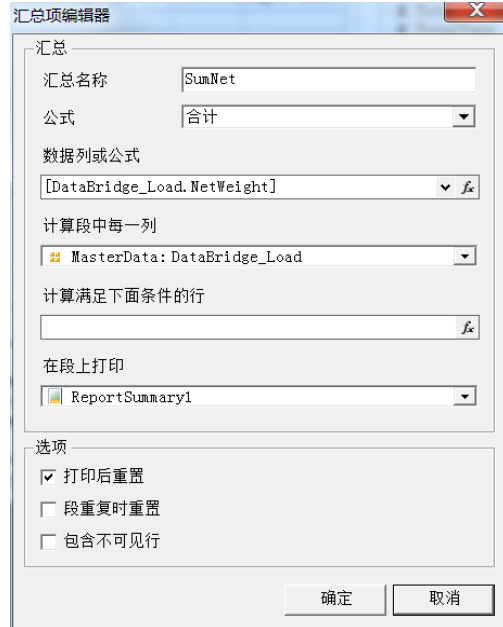 汇总项编辑器
汇总
汇总名称 SumNet
公式 合计
数据列或公式
[DataBridge_Load.NetWeight]
计算段中每一列
MasterData: DataBridge_Load
计算满足下面条件的行
在段上打印
ReportSummary1
选项
打印后重置
段重复时重置
包含不可见行
确定 取消